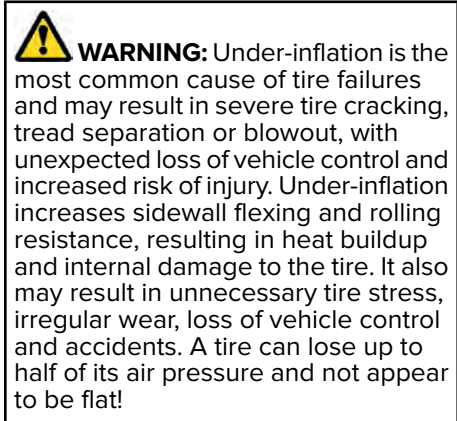 WARNING: Under-inflation is the
most common cause of tire failures
and may result in severe tire cracking,
tread separation or blowout, with
unexpected loss of vehicle control and
increased risk of injury. Under-inflation
increases sidewall flexing and rolling
resistance, resulting in heat buildup
and internal damage to the tire. It also
may result in unnecessary tire stress,
irregular wear, loss of vehicle control
and accidents. A tire can lose up to
half of its air pressure and not appear
to be flat!